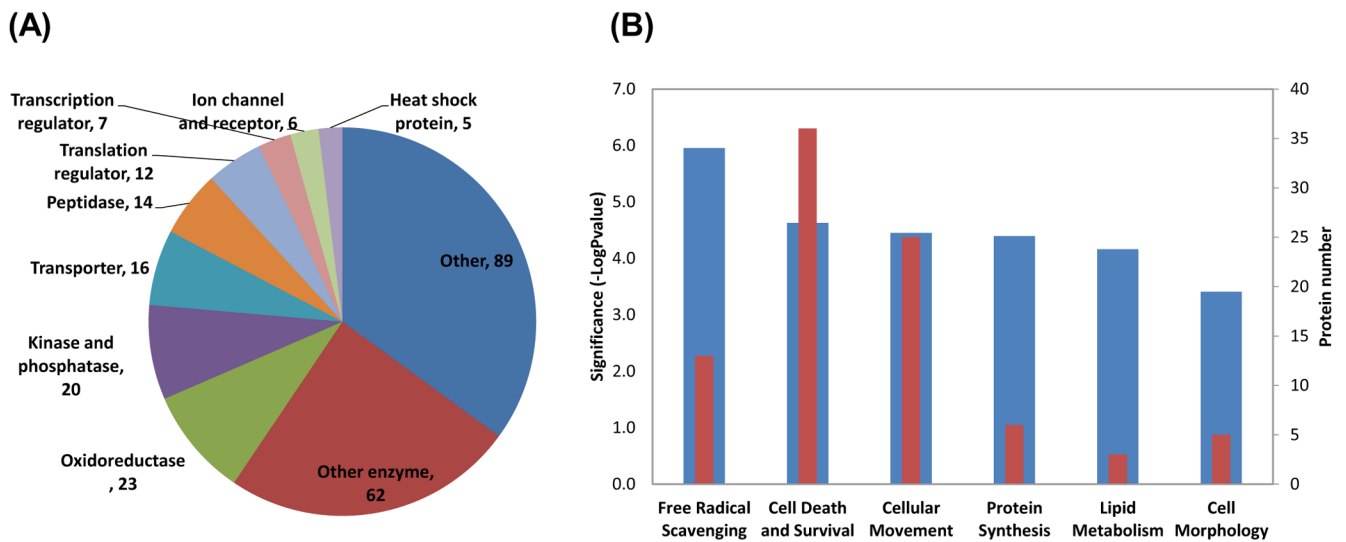 (A)
Transcription
regulator, 7
Ion channel
and receptor, 6
Heat shock
protein, 5
Translation
regulator, 12
Peptidase, 14
Transporter, 16
Kinase and
phosphatase,
20
Oxidoreductase
, 23
Other enzyme,
62
Other, 89
(B)
Significance (-LogPvalue)
7.0
6.0
5.0
4.0
3.0
2.0
1.0
0.0
40
35
30
25
20
15
10
5
0
Protein number
Free Radical
Scavenging
Cell Death
and Survival
Cellular
Movement
Protein
Synthesis
Lipid
Metabolism
Cell
Morphology